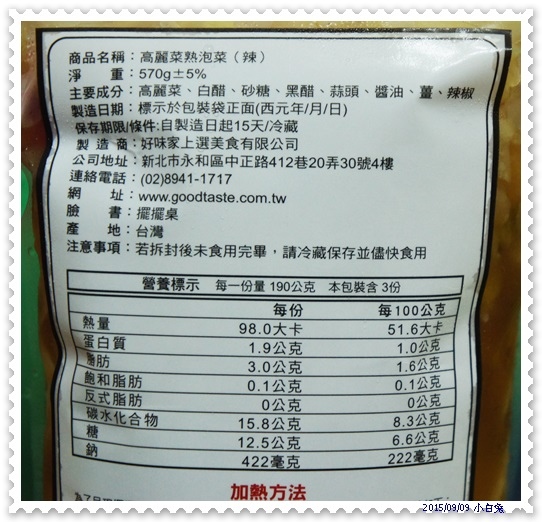 商品名稱：高麗菜熟泡菜（辣）
淨　　重：570g±5%
主要成分：高麗菜、白醋、砂糖、黑醋、蒜頭、醬油、薑、辣椒
製造日期：標示於包裝袋正面(西元年/月/日)
保存期限/條件:自製造日起15天/冷藏
製 造 商：好味家上選美食有限公司
公司地址：新北市永和區中正路412巷20弄30號4樓
連絡電話：(02)8941-1717
網　　址：www.goodtaste.com.tw
臉　　書：擺擺桌
產　　地：台灣
注意事項：若拆封後未食用完畢，請冷藏保存並儘快食用
營養標示　每一份量 190公克　本包裝含 3份
每份　每100公克
熱量　98.0大卡　51.6大卡
蛋白質　1.9公克　1.0公克
脂肪　3.0公克　1.6公克
飽和脂肪　0.1公克　0.1公克
反式脂肪　0公克　0公克
碳水化合物　15.8公克　8.3公克
糖　12.5公克　6.6公克
鈉　422毫克　222毫克
加熱方法
2015/09/09 小白兔